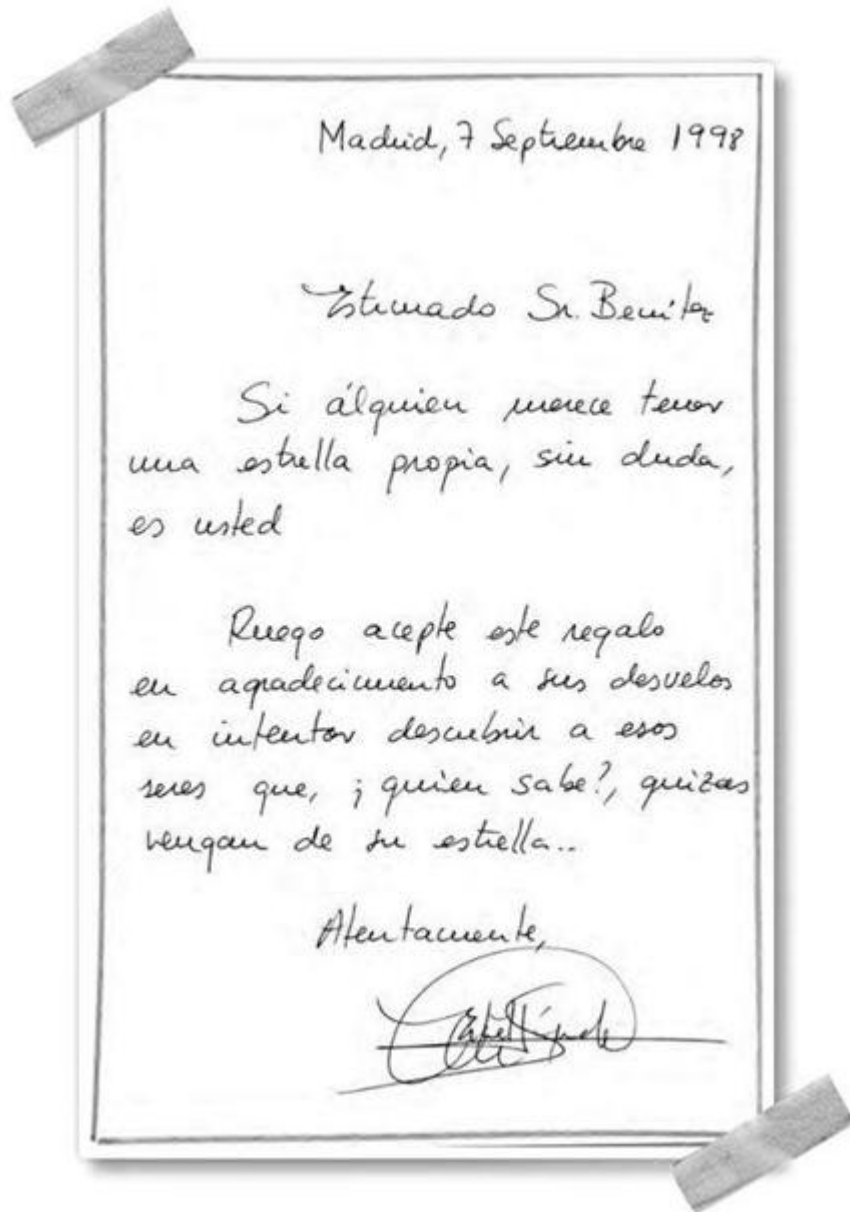 Madrid, 7 Septiembre 1998
Estimado Sr. Benítez
Si álguien merece tener
una estrella propia, sin duda,
es usted
Ruego acepte este regalo
en agradecimiento a sus desvelos
en intentar descubrir a esos
seres que, ¿quien sabe?, quizas
vengan de su estrella..
Atentamente,